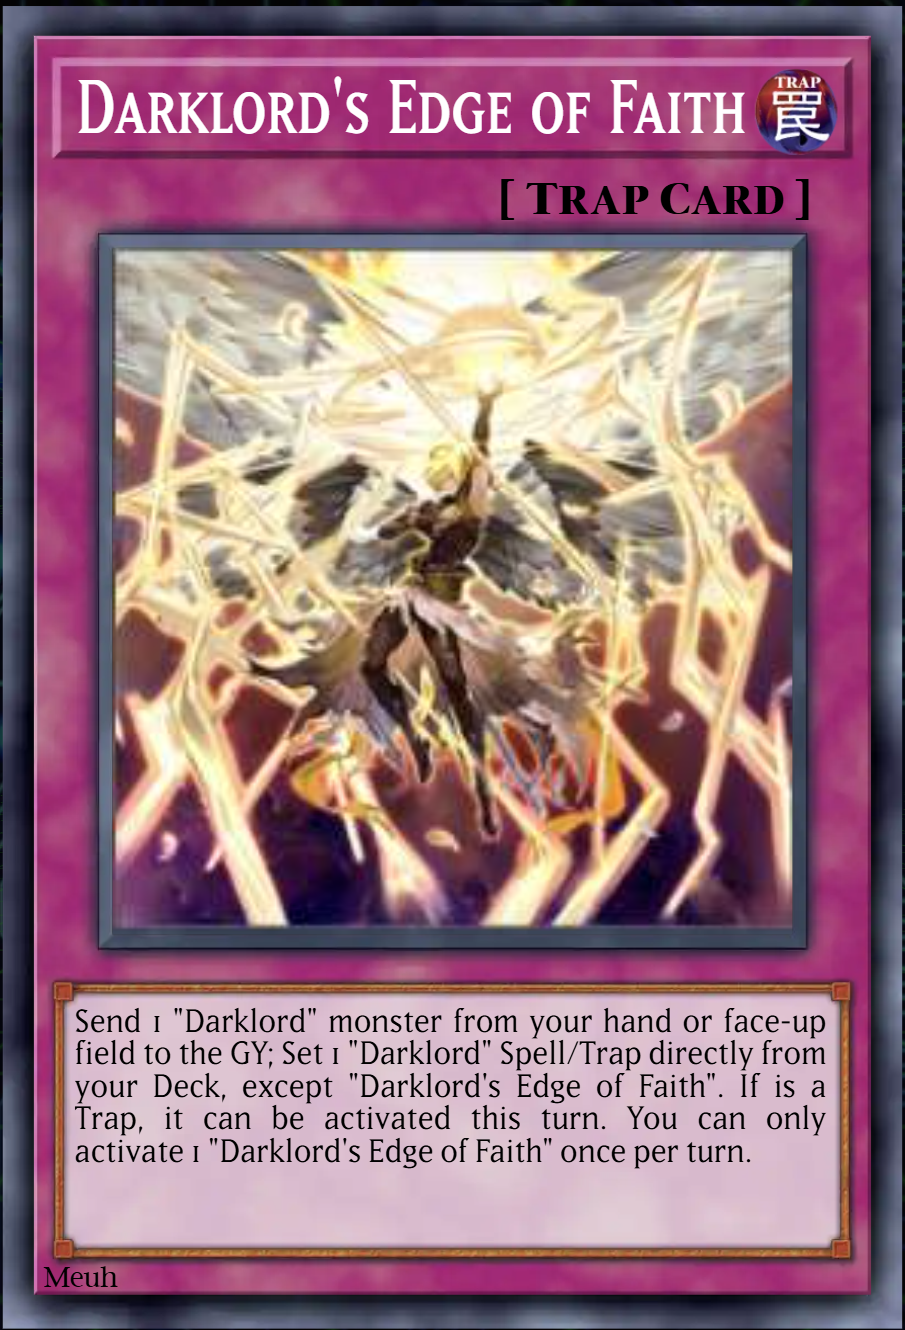 Darklord's Edge of Faith
TRAP
罠
[ Trap Card ]
Send 1 "Darklord" monster from your hand or face-up
field to the GY; Set 1 "Darklord" Spell/Trap directly from
your Deck, except "Darklord's Edge of Faith". If is a
Trap, it can be activated this turn. You can only
activate 1 "Darklord's Edge of Faith" once per turn.
Meuh